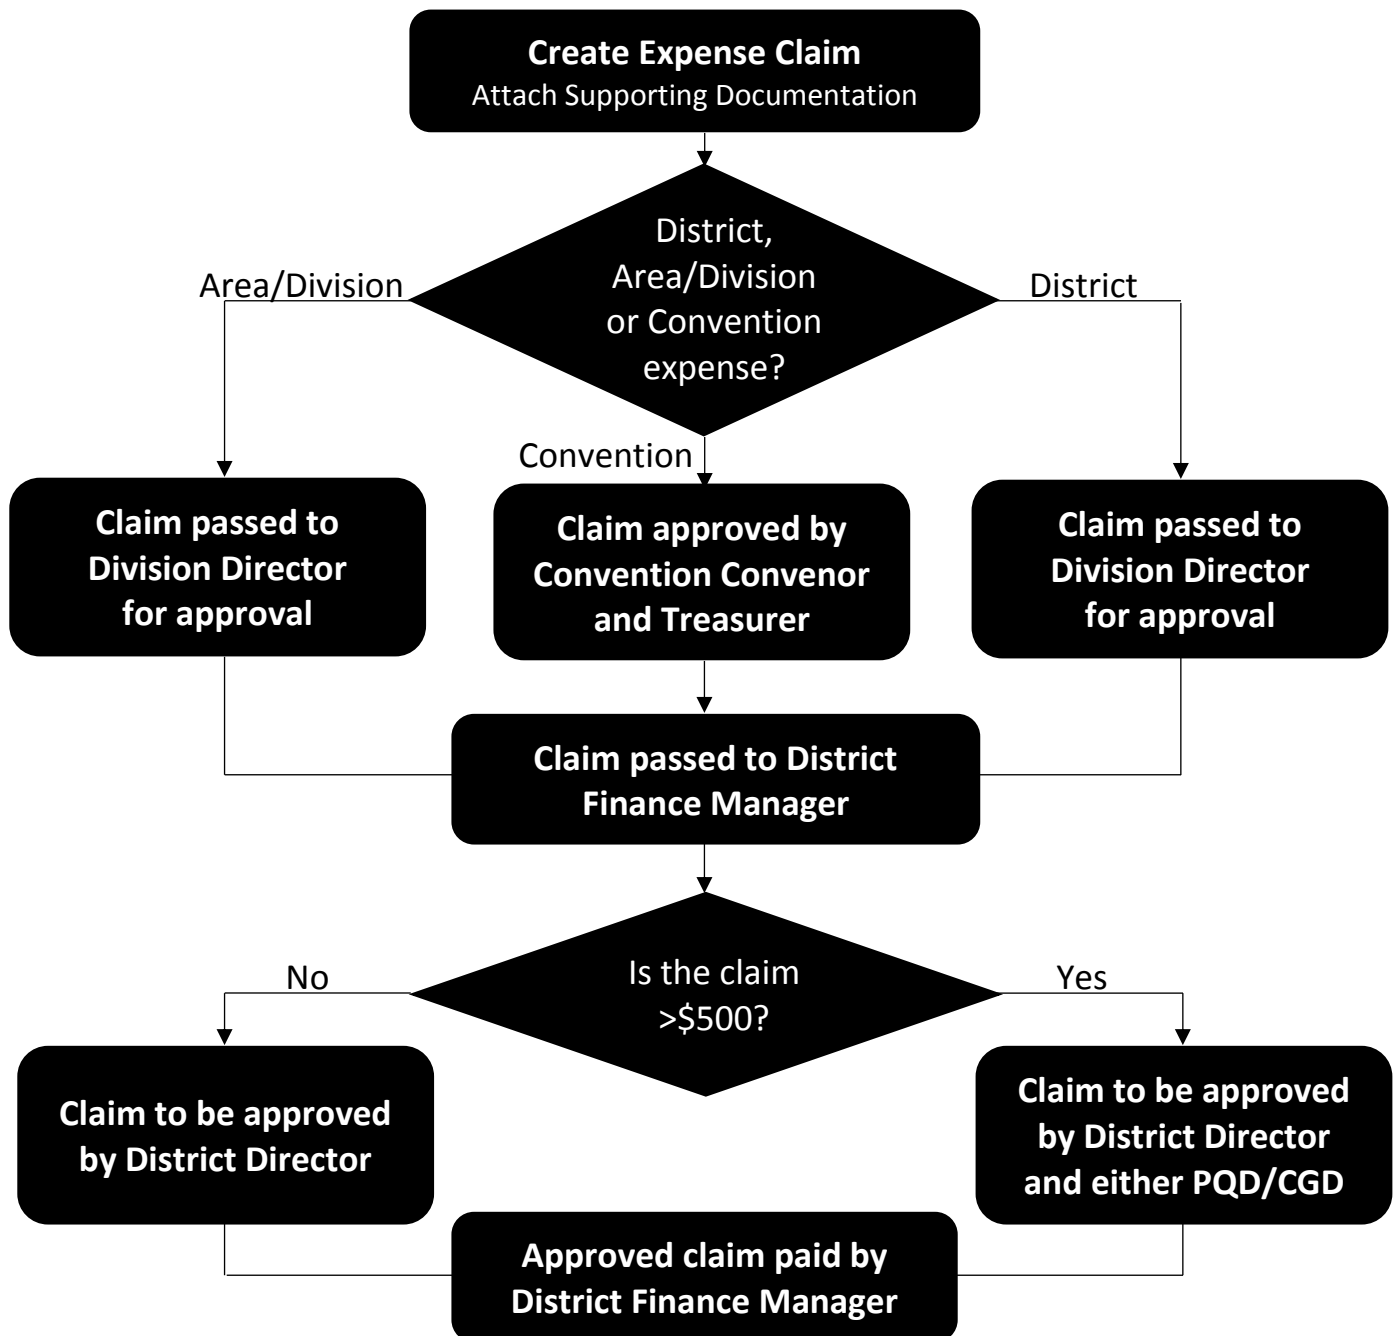 Create Expense Claim
Attach Supporting Documentation
District,
Area/Division
or Convention
expense?
Area/Division
District
Convention
Claim passed to
Division Director
for approval
Claim approved by
Convention Convenor
and Treasurer
Claim passed to
Division Director
for approval
Claim passed to District
Finance Manager
Is the claim
>$500?
No
Yes
Claim to be approved
by District Director
Claim to be approved
by District Director
and either PQD/CGD
Approved claim paid by
District Finance Manager